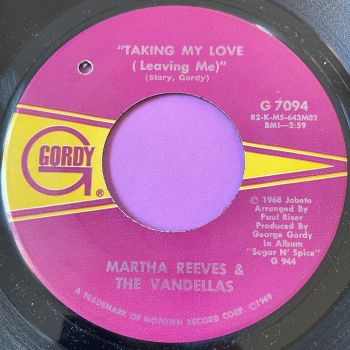 "TAKING MY LOVE
(Leaving Me)"
(Story, Gordy)
G 7094
R2-K-M5-643M02
BMI—2:59
GORDY
G
®
© 1968 Jobete
Arranged By
Paul Riser
Produced By
George Gordy
In Album
"Sugar N' Spice"
G 944
MARTHA REEVES &
THE VANDELLAS
A TRADEMARK OF MOTOWN RECORD CORP. ©1969